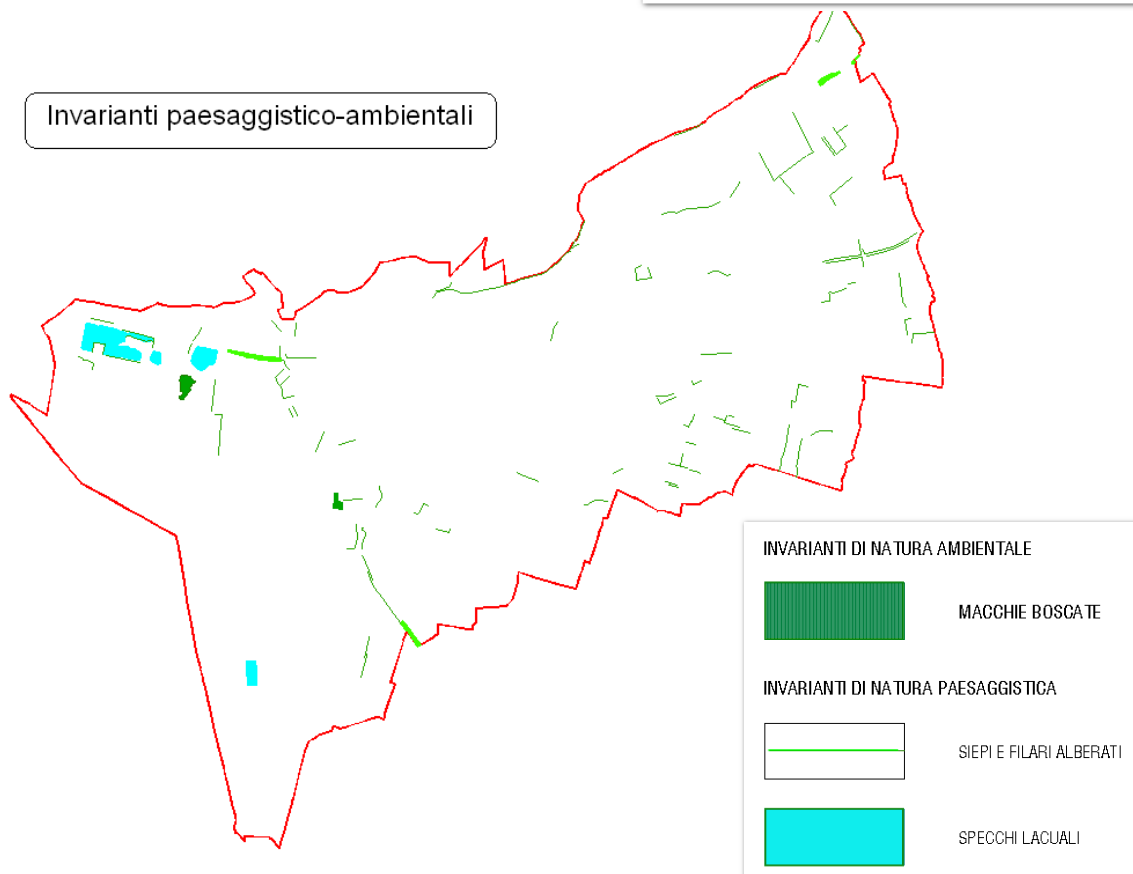 Invarianti paesaggistico-ambientali
INVARIANTI DI NATURA AMBIENTALE
MACCHIE BOSCATE
INVARIANTI DI NATURA PAESAGGISTICA
SIEPI E FILARI ALBERATI
SPECCHI LACUALI